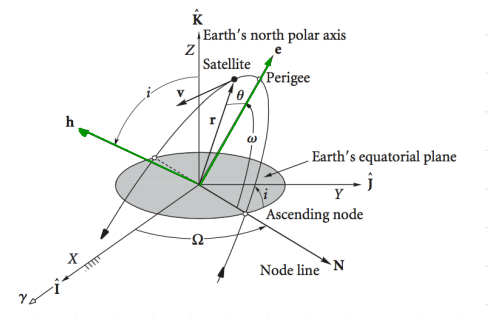 K̂
Earth's north polar axis
Z
e
Satellite
Perigee
i
v
θ
r
h
ω
Earth's equatorial plane
i
Ĵ
Y
Ascending node
Ω
X
Node line
N
Î
γ